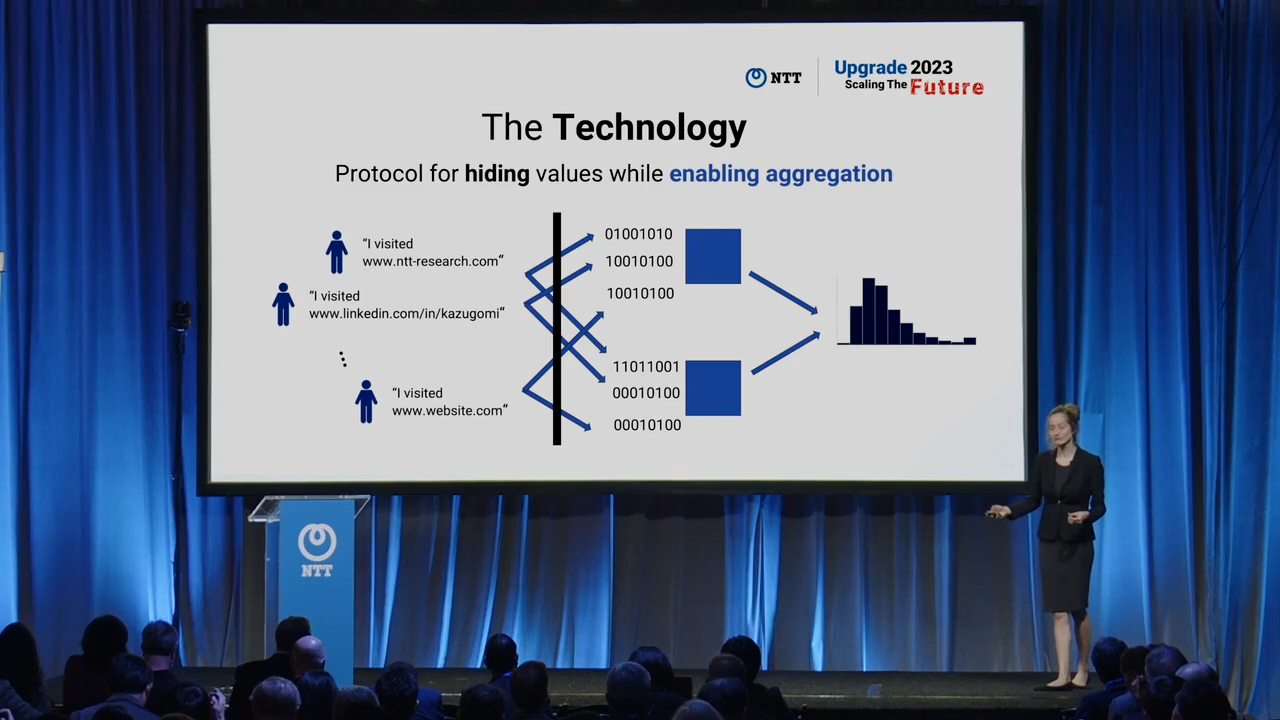 NTT
Upgrade 2023
Scaling The Future
The Technology
Protocol for hiding values while enabling aggregation
“I visited
www.ntt-research.com“
“I visited
www.linkedin.com/in/kazugomi“
“I visited
www.website.com“
01001010
10010100
10010100
11011001
00010100
00010100
NTT